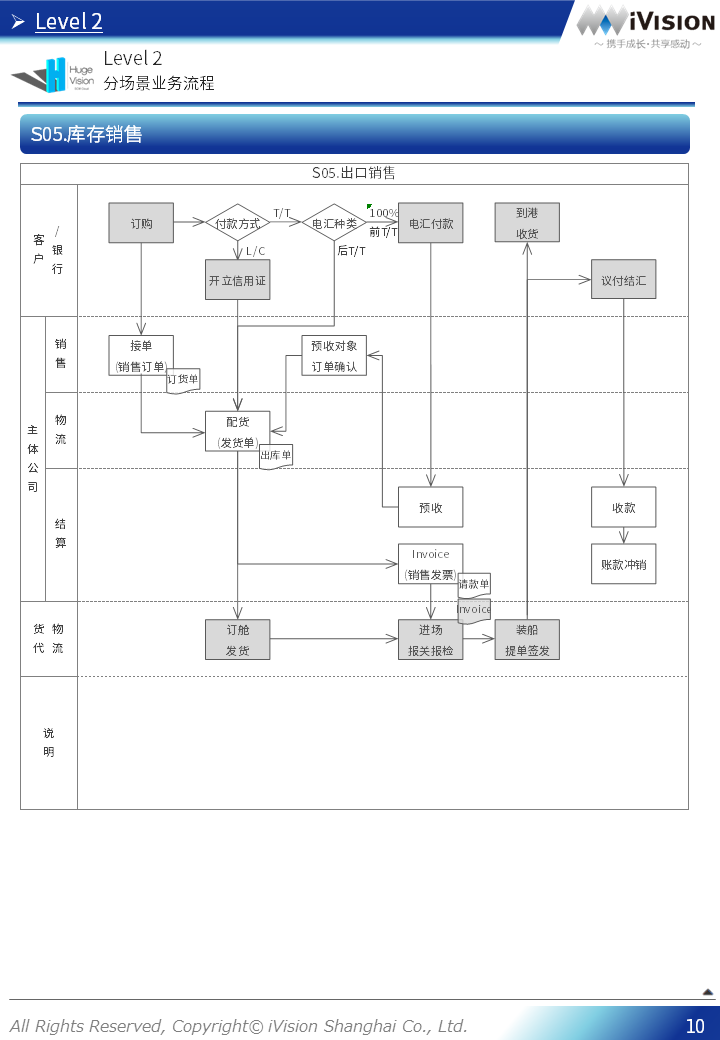 Level 2
iVision
～ 携手成长·共享感动 ～
Huge
Vision
Level 2
分场景业务流程
S05.库存销售
S05.出口销售
客户
/银行
订购
付款方式
T/T
电汇种类
100%
前T/T
电汇付款
到港
收货
L/C
后T/T
开立信用证
议付结汇
主体公司
销售
接单
(销售订单)
订货单
预收对象
订单确认
物流
配货
(发货单)
出库单
结算
预收
收款
Invoice
(销售发票)
请款单
账款冲销
Invoice
货代
物流
订舱
发货
进场
报关报检
装船
提单签发
说明
All Rights Reserved, Copyright© iVision Shanghai Co., Ltd.
10